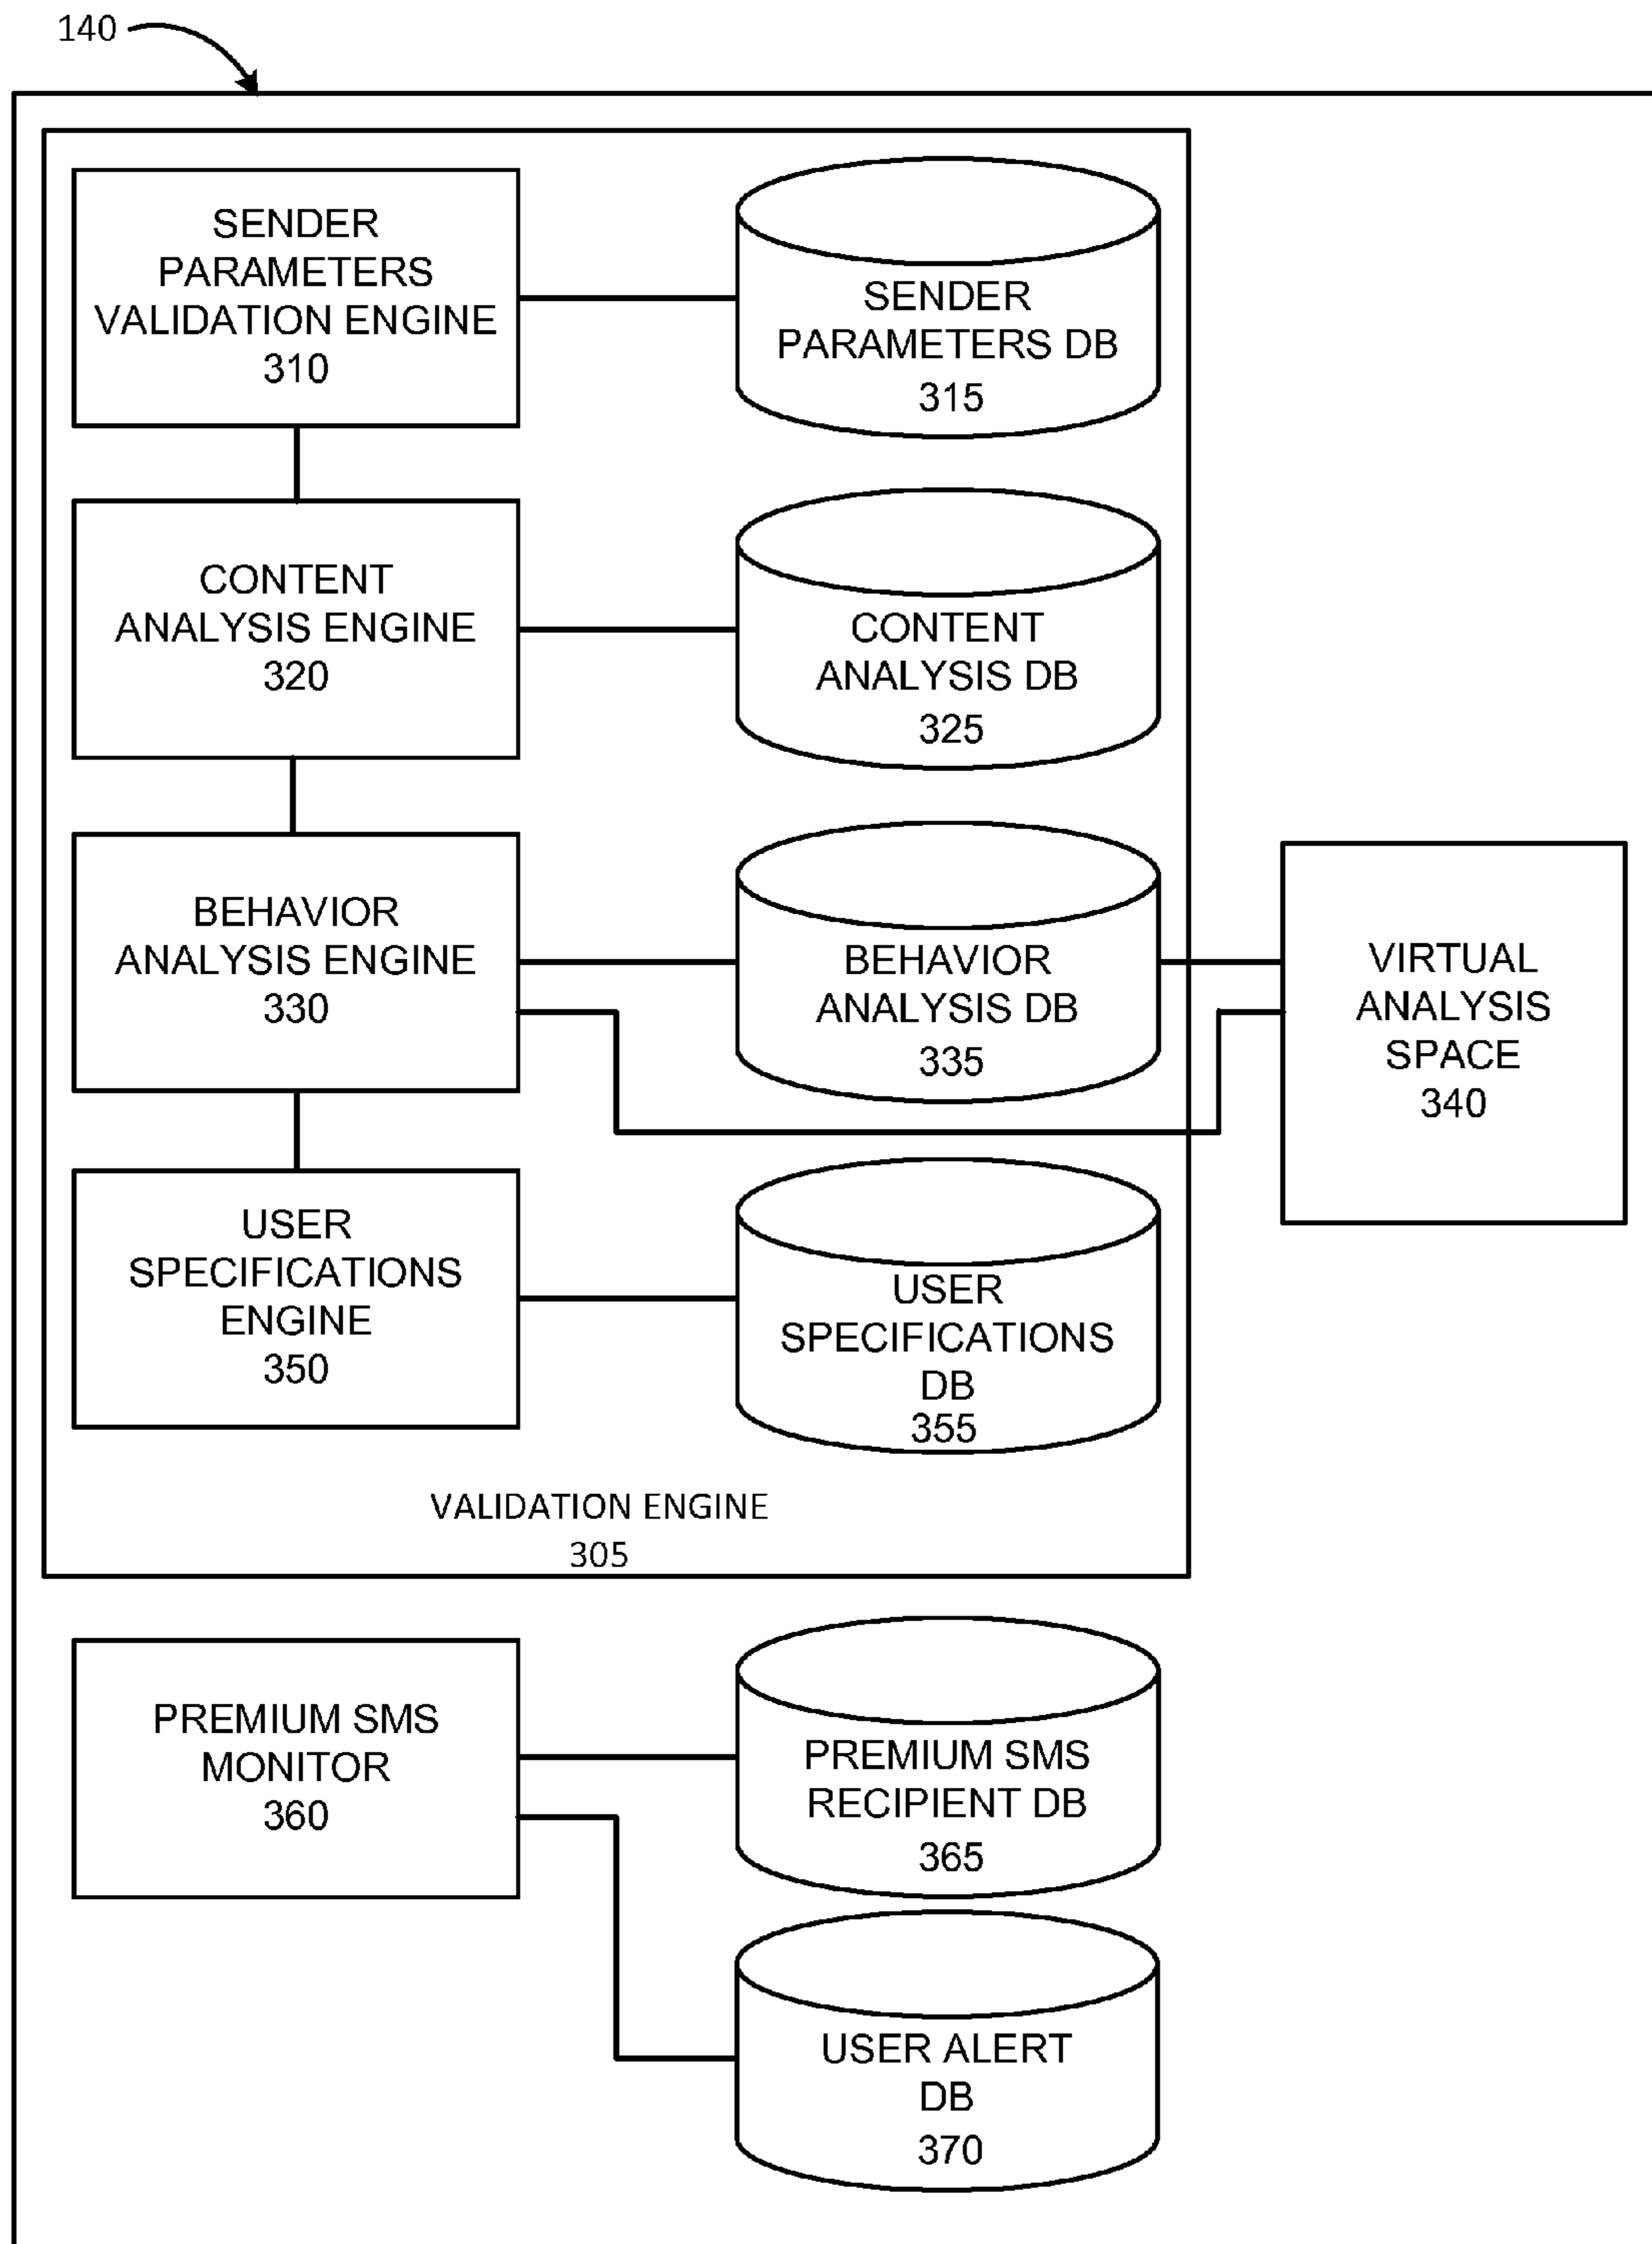 140
SENDER
PARAMETERS
VALIDATION ENGINE
310
SENDER
PARAMETERS DB
315
CONTENT
ANALYSIS ENGINE
320
CONTENT
ANALYSIS DB
325
BEHAVIOR
ANALYSIS ENGINE
330
BEHAVIOR
ANALYSIS DB
335
VIRTUAL
ANALYSIS
SPACE
340
USER
SPECIFICATIONS
ENGINE
350
USER
SPECIFICATIONS
DB
355
VALIDATION ENGINE
305
PREMIUM SMS
MONITOR
360
PREMIUM SMS
RECIPIENT DB
365
USER ALERT
DB
370